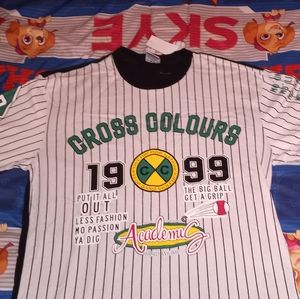 SKYE
CROSS COLOURS
19 C C 99
PUT IT ALL
OUT
LESS FASHION
MO PASSION
YA DIG
THE BIG BALL
GET A GRIP
Academic